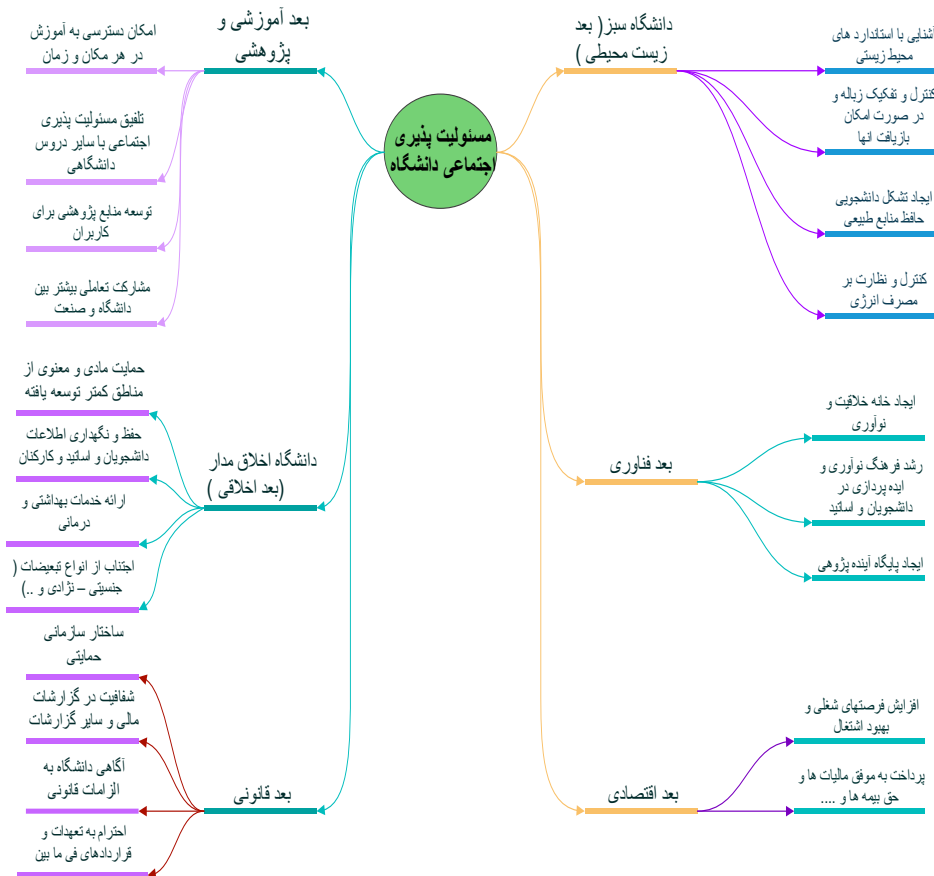 مسئولیت پذیری
اجتماعی دانشگاه
دانشگاه سبز( بعد
زیست محیطی )
آشنایی با استاندارد های
محیط زیستی
کنترل و تفکیک زباله و
در صورت امکان
بازیافت انها
ایجاد تشکل دانشجویی
حافظ منابع طبیعی
کنترل و نظارت بر
مصرف انرژی
بعد فناوری
ایجاد خانه خلاقیت و
نوآوری
رشد فرهنگ نوآوری و
ایده پردازی در
دانشجویان و اساتید
ایجاد پایگاه آینده پژوهی
بعد اقتصادی
افزایش فرصتهای شغلی و
بهبود اشتغال
پرداخت به موفق مالیات ها و
حق بیمه ها و ....
بعد آموزشی و
پژوهشی
امکان دسترسی به آموزش
در هر مکان و زمان
تلفیق مسئولیت پذیری
اجتماعی با سایر دروس
دانشگاهی
توسعه منابع پژوهشی برای
کاربران
مشارکت تعاملی بیشتر بین
دانشگاه و صنعت
دانشگاه اخلاق مدار
(بعد اخلاقی )
حمایت مادی و معنوی از
مناطق کمتر توسعه یافته
حفظ و نگهداری اطلاعات
دانشجویان و اساتید و کارکنان
ارائه خدمات بهداشتی و
درمانی
اجتناب از انواع تبعیضات (
جنسیتی – نژادی و ..)
بعد قانونی
ساختار سازمانی
حمایتی
شفافیت در گزارشات
مالی و سایر گزارشات
آگاهی دانشگاه به
الزامات قانونی
احترام به تعهدات و
قراردادهای فی ما بین